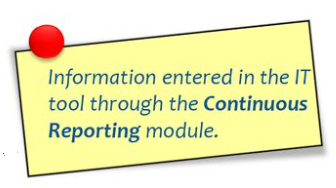 Information entered in the IT
tool through the Continuous
Reporting module.